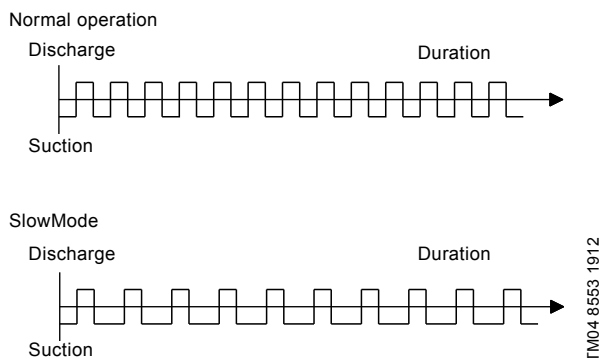 Normal operation
Discharge
Duration
Suction
SlowMode
Discharge
Duration
Suction
TM04 8553 1912